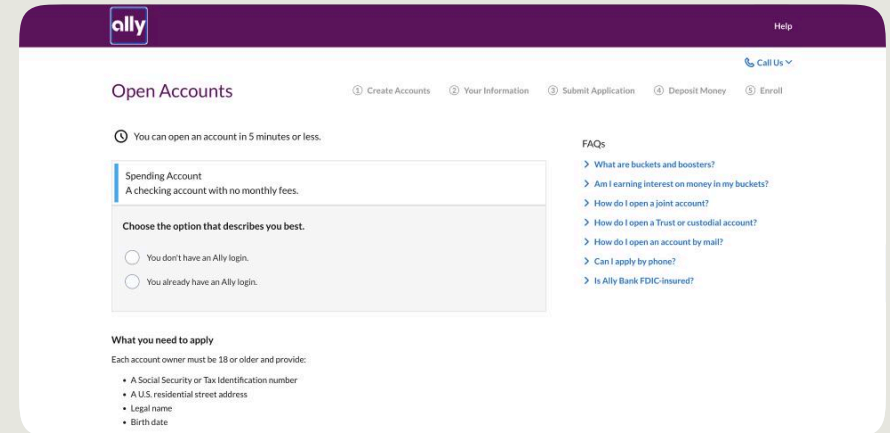 ally
Help
Call Us
Open Accounts
1 Create Accounts
2 Your Information
3 Submit Application
4 Deposit Money
5 Enroll
You can open an account in 5 minutes or less.
Spending Account
A checking account with no monthly fees.
Choose the option that describes you best.
You don't have an Ally login.
You already have an Ally login.
What you need to apply
Each account owner must be 18 or older and provide:
• A Social Security or Tax Identification number
• A U.S. residential street address
• Legal name
• Birth date
FAQs
What are buckets and boosters?
Am I earning interest on money in my buckets?
How do I open a joint account?
How do I open a Trust or custodial account?
How do I open an account by mail?
Can I apply by phone?
Is Ally Bank FDIC-insured?